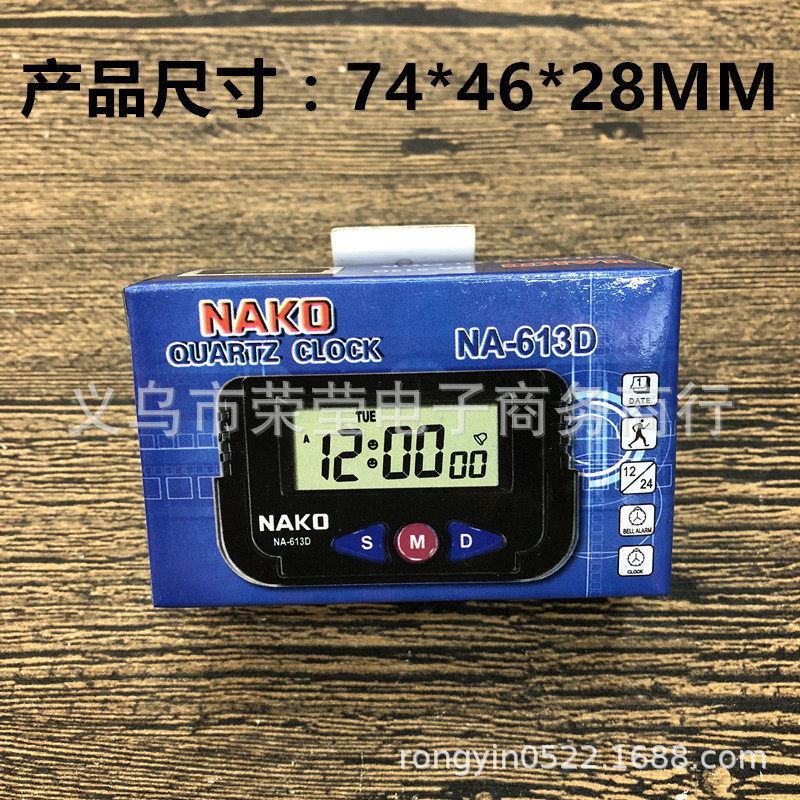 产品尺寸：74*46*28MM
NAKO
QUARTZ CLOCK
NA-613D
义乌市荣莹电子商务商行
1
DATE
TUE
A
12:00 00
12/24
NAKO
NA-613D
S M D
BELL ALARM
CLOCK
rongyin0522.1688.com